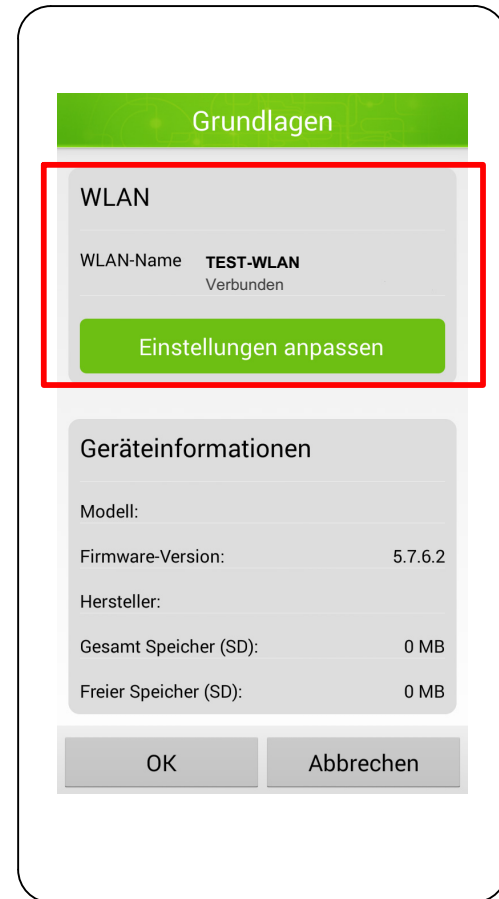 Grundlagen
WLAN
WLAN-Name TEST-WLAN
Verbunden
Einstellungen anpassen
Geräteinformationen
Modell:
Firmware-Version: 5.7.6.2
Hersteller:
Gesamt Speicher (SD): 0 MB
Freier Speicher (SD): 0 MB
OK Abbrechen